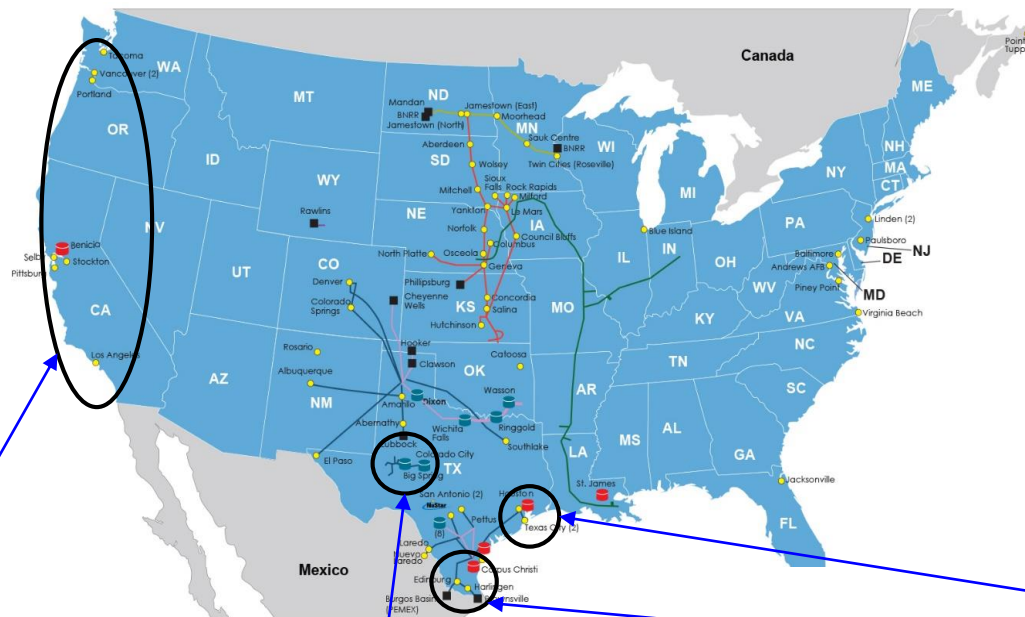 Canada
Point
Tupp
Tacoma
WA
Vancouver (2)
Portland
MT
ND
Mandan
BNRR
Jamestown (North)
Jamestown (East)
Moorhead
MN
Sauk Centre
BNRR
Twin Cities (Roseville)
WI
ME
OR
ID
WY
SD
Aberdeen
Wolsey
Sioux
Falls
Rock Rapids
Milford
Mitchell
Yankton
Le Mars
MI
NY
NH
MA
CT
Rawlins
NE
Norfolk
IA
Council Bluffs
Columbus
Osceola
North Platte
Geneva
Blue Island
PA
Linden (2)
Paulsboro
NJ
DE
Baltimore
Andrews AFB
MD
Piney Point
Virginia Beach
NV
Benicia
Selby
Stockton
Pittsburg
CA
Los Angeles
UT
CO
Denver
Colorado
Springs
Phillipsburg
Cheyenne
Wells
KS
Concordia
Salina
Hutchinson
MO
IL
IN
OH
WV
VA
KY
NC
TN
SC
AZ
NM
Rosario
Albuquerque
Hooker
Clawson
OK
Catoosa
AR
Amarillo
Dixon
Wasson
Abernathy
Wichita
Falls
Ringgold
Lubbock
Southlake
El Paso
Colorado City
Big Spring
TX
LA
MS
AL
GA
Jacksonville
FL
St. James
San Antonio (2)
NuStar
(8)
Pettus
Houston
Texas City (2)
Laredo
Nuevo
Laredo
Corpus Christi
Mexico
Edinburg
Harlingen
Burgos Basin
(PEMEX)
Brownsville